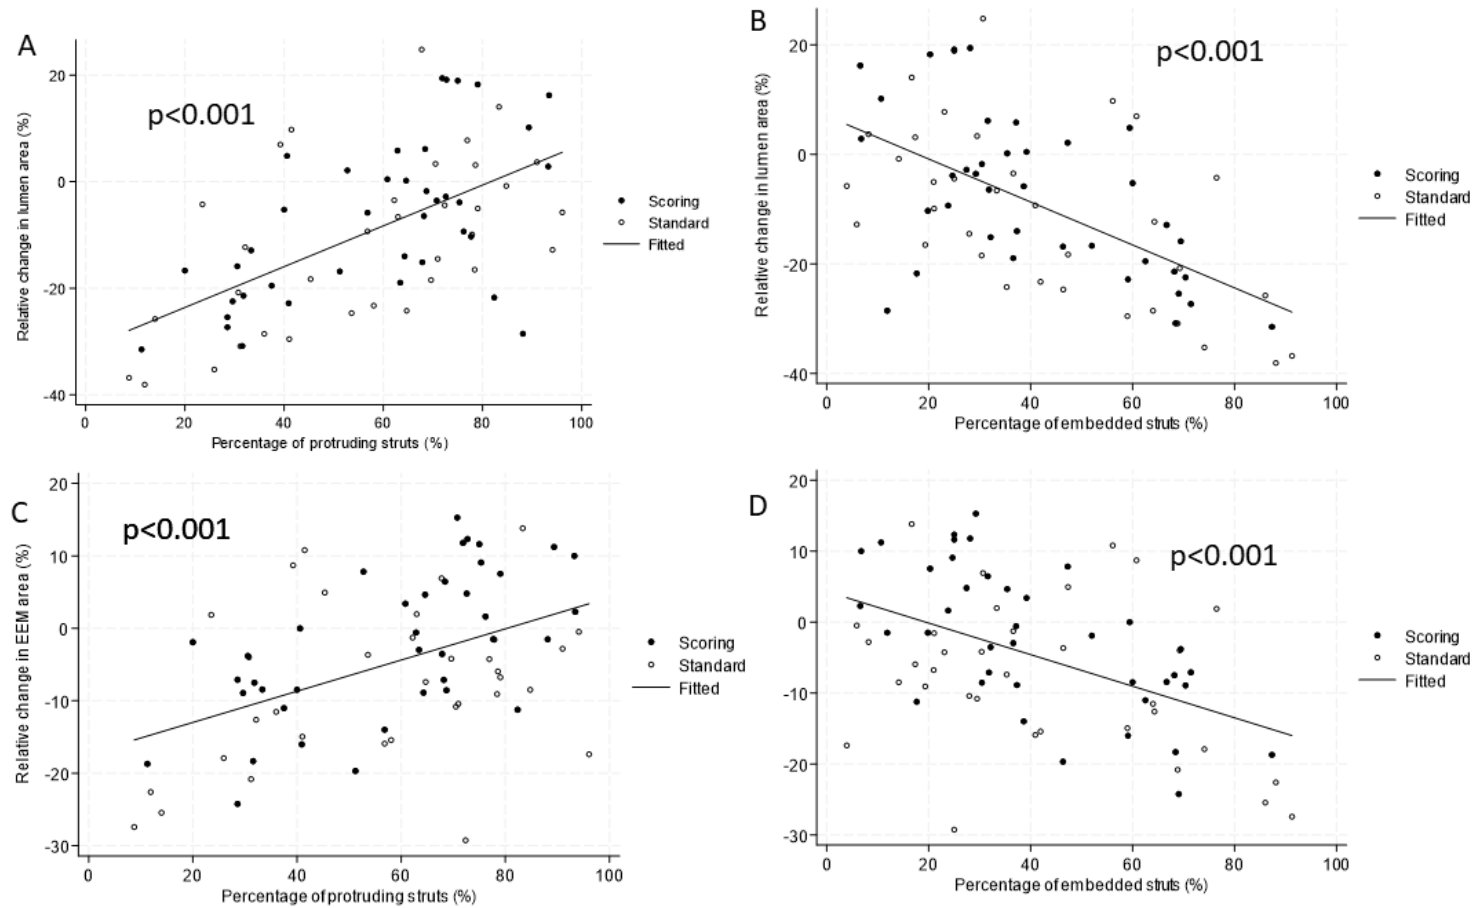 A
Relative change in lumen area (%)
20
0
-20
-40
p<0.001
Scoring
Standard
Fitted
0 20 40 60 80 100
Percentage of protruding struts (%)
B
Relative change in lumen area (%)
20
0
-20
-40
p<0.001
Scoring
Standard
Fitted
0 20 40 60 80 100
Percentage of embedded struts (%)
C
Relative change in EEM area (%)
20
10
0
-10
-20
-30
p<0.001
Scoring
Standard
Fitted
0 20 40 60 80 100
Percentage of protruding struts (%)
D
20
10
0
-10
-20
-30
p<0.001
Scoring
Standard
Fitted
0 20 40 60 80 100
Percentage of embedded struts (%)